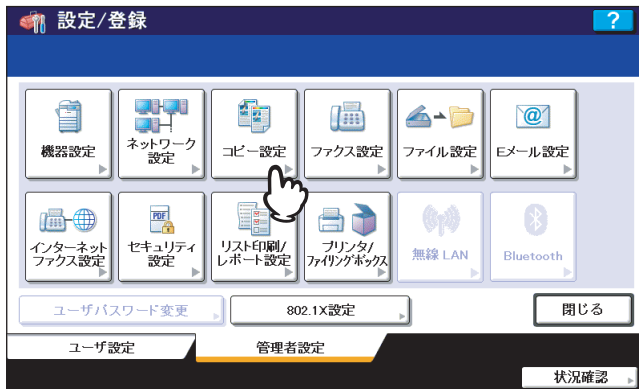 設定/登録
?
機器設定
ネットワーク
設定
コピー設定
ファクス設定
ファイル設定
Eメール設定
インターネット
ファクス設定
PDF
セキュリティ
設定
リスト印刷/
レポート設定
プリンタ/
ファイリングボックス
無線 LAN
Bluetooth
ユーザパスワード変更
802.1X設定
閉じる
ユーザ設定
管理者設定
状況確認